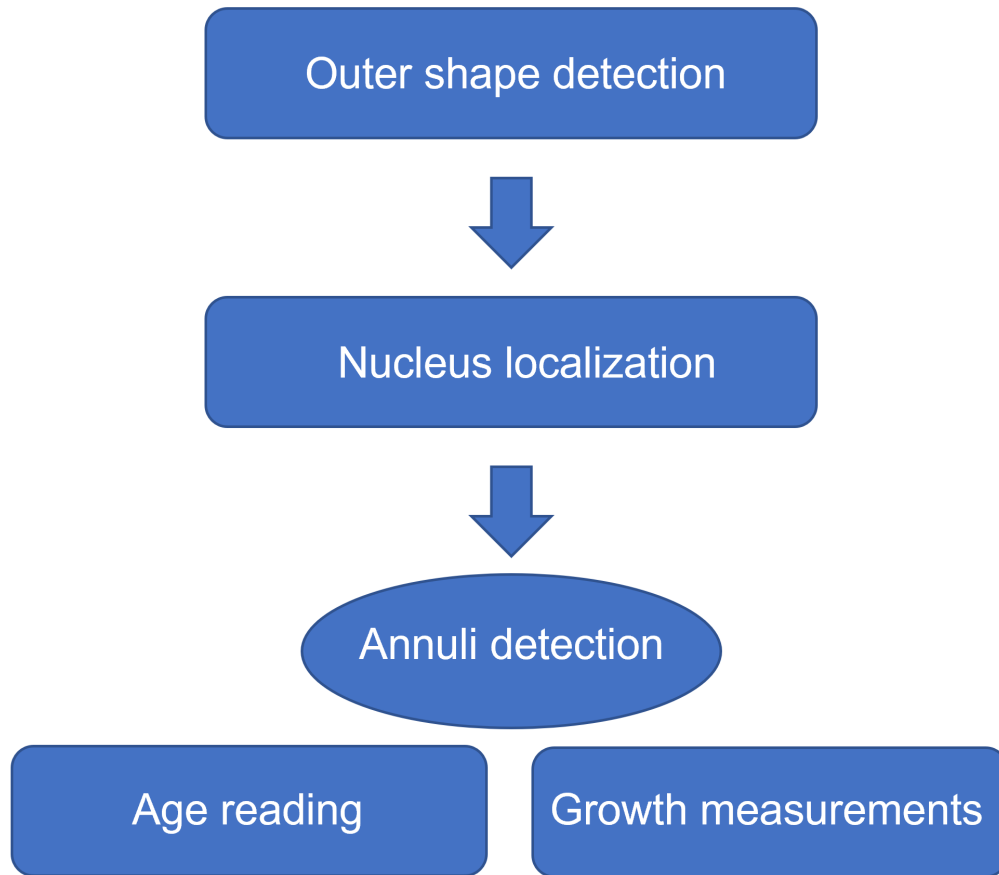 Outer shape detection
Nucleus localization
Annuli detection
Age reading
Growth measurements